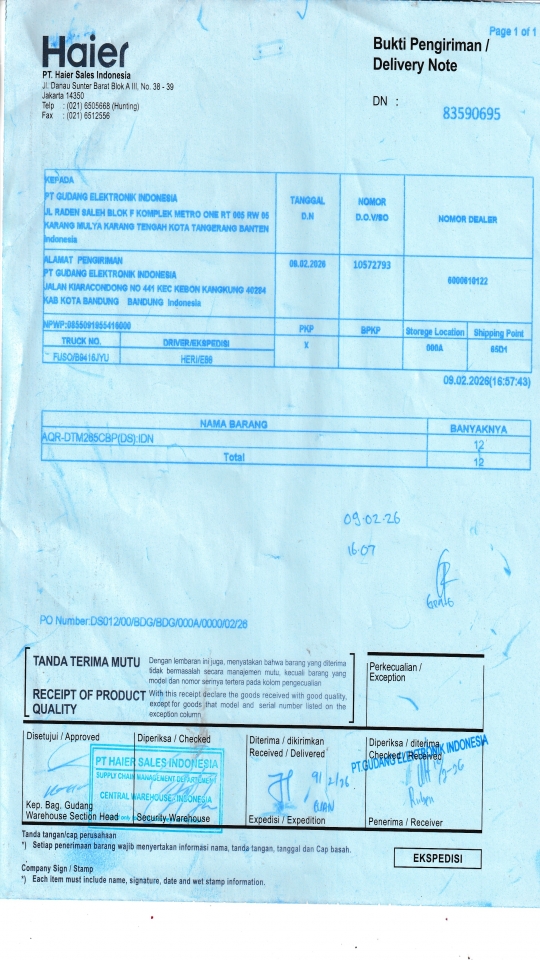 Page 1 of 1
Haier
PT. Haier Sales Indonesia
Jl. Danau Sunter Barat Blok A III, No. 38 - 39
Jakarta 14350
Telp : (021) 6505668 (Hunting)
Fax : (021) 6512556
Bukti Pengiriman /
Delivery Note
DN :
83590695
KEPADA
PT GUDANG ELEKTRONIK INDONESIA
JL RADEN SALEH BLOK F KOMPLEK METRO ONE RT 005 RW 05
KARANG MULYA KARANG TENGAH KOTA TANGERANG BANTEN
Indonesia
TANGGAL
D.N
NOMOR
D.O.V/SO
NOMOR DEALER
ALAMAT PENGIRIMAN
PT GUDANG ELEKTRONIK INDONESIA
JALAN KIARACONDONG NO 441 KEC KEBON KANGKUNG 40284
KAB KOTA BANDUNG BANDUNG Indonesia
09.02.2026
10572793
6000610122
NPWP:0855091955416000
PKP
BPKP
Storege Location
Shipping Point
TRUCK NO.
DRIVER/EKSPEDISI
X
000A
85D1
FUSO/B9416JYU
HERI/E88
09.02.2026(16:57:43)
NAMA BARANG
BANYAKNYA
AQR-DTM285CBP(DS):IDN
12
Total
12
09.02.26
16.07
PO Number:DS012/00/BDG/BDG/000A/0000/02/26
TANDA TERIMA MUTU
Dengan lembaran ini juga, menyatakan bahwa barang yang diterima
tidak bermasalah secara manajemen mutu, kecuali barang yang
model dan nomor serinya tertera pada kolom pengecualian
RECEIPT OF PRODUCT
QUALITY
With this receipt declare the goods received with good quality,
except for goods that model and serial number listed on the
exception column
Perkecualian /
Exception
Disetujui / Approved
Diperiksa / Checked
Diterima / dikirimkan
Received / Delivered
Diperiksa / diterima
Checked / Received
PT HAIER SALES INDONESIA
SUPPLY CHAIN MANAGEMENT DEPARTEMENT
CENTRAL WAREHOUSE - INDONESIA
PT.GUDANG ELEKTRONIK INDONESIA
9/2/26
Kep. Bag. Gudang
Warehouse Section Head
Security Warehouse
Expedisi / Expedition
Penerima / Receiver
Tanda tangan/cap perusahaan
*) Setiap penerimaan barang wajib menyertakan informasi nama, tanda tangan, tanggal dan Cap basah.
EKSPEDISI
Company Sign / Stamp
*) Each item must include name, signature, date and wet stamp information.